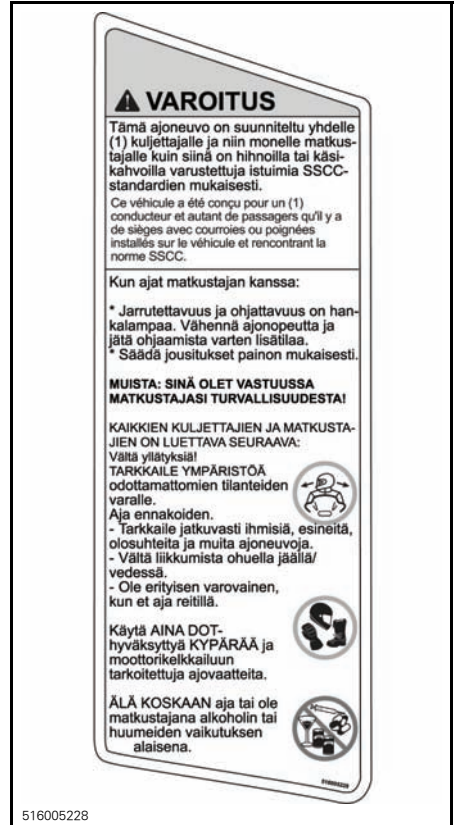 VAROITUS
Tämä ajoneuvo on suunniteltu yhdelle
(1) kuljettajalle ja niin monelle matkus-
tajalle kuin siinä on hihnoilla tai käsi-
kahvoilla varustettuja istuimia SSCC-
standardien mukaisesti.
Ce véhicule a été conçu pour un (1)
conducteur et autant de passagers qu'il y a
de sièges avec courroies ou poignées
installés sur le véhicule et rencontrant la
norme SSCC.
Kun ajat matkustajan kanssa:
* Jarrutettavuus ja ohjattavuus on han-
kalampaa. Vähennä ajonopeutta ja
jätä ohjaamista varten lisätilaa.
* Säädä jousitukset painon mukaisesti.
MUISTA: SINÄ OLET VASTUUSSA
MATKUSTAJASI TURVALLISUUDESTA!
KAIKKIEN KULJETTAJIEN JA MATKUSTA-
JIEN ON LUETTAVA SEURAAVA:
Vältä yllätyksiä!
TARKKAILE YMPÄRISTÖÄ
odottamattomien tilanteiden
varalle.
Aja ennakoiden.
- Tarkkaile jatkuvasti ihmisiä, esineitä,
olosuhteita ja muita ajoneuvoja.
- Vältä liikkumista ohuella jäällä/
vedessä.
- Ole erityisen varovainen,
kun et aja reitillä.
Käytä AINA DOT-
hyväksyttyä KYPÄRÄÄ ja
moottorikelkkailuun
tarkoitettuja ajovaatteita.
ÄLÄ KOSKAAN aja tai ole
matkustajana alkoholin tai
huumeiden vaikutuksen
alaisena.
516005228
516005228